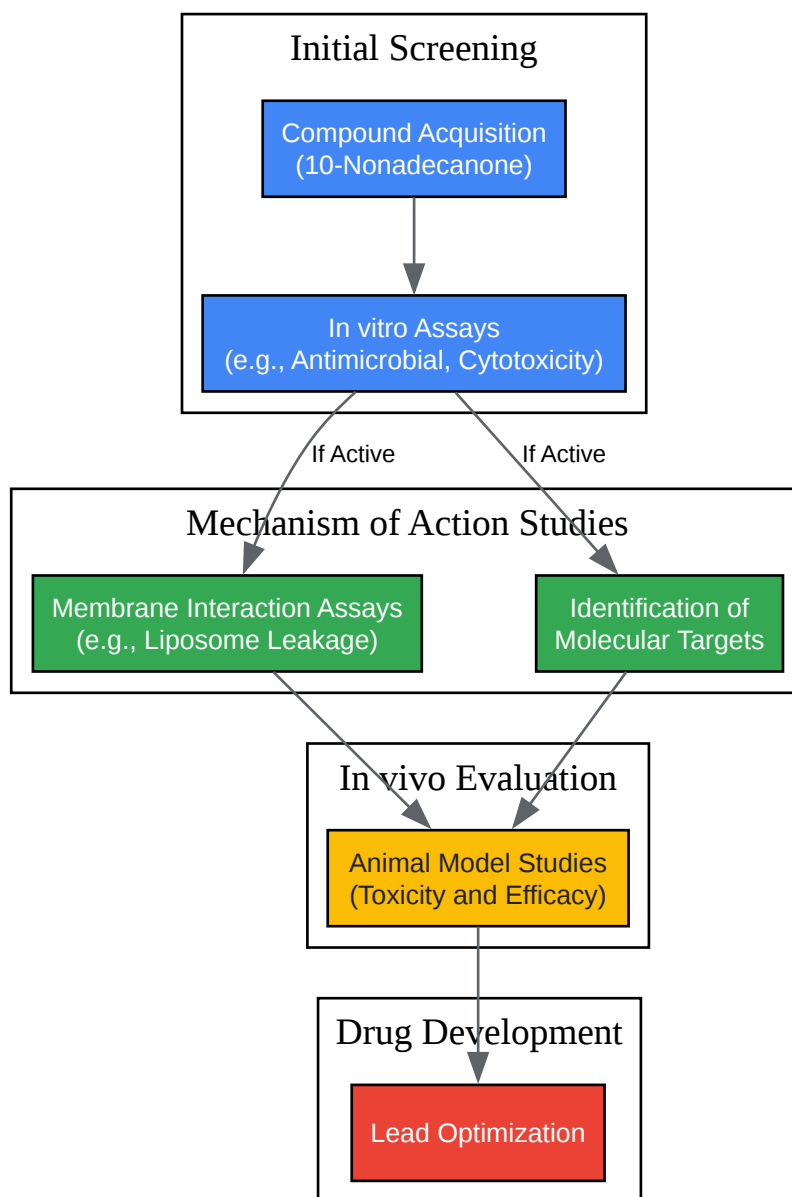 Initial Screening
Compound Acquisition
(10-Nonadecanone)
In vitro Assays
(e.g., Antimicrobial, Cytotoxicity)
If Active
If Active
Mechanism of Action Studies
Membrane Interaction Assays
(e.g., Liposome Leakage)
Identification of
Molecular Targets
In vivo Evaluation
Animal Model Studies
(Toxicity and Efficacy)
Drug Development
Lead Optimization